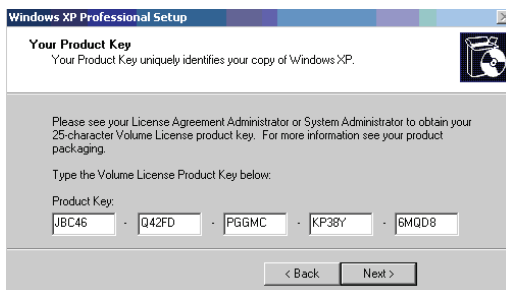 Windows XP Professional Setup
Your Product Key
Your Product Key uniquely identifies your copy of Windows XP.
Please see your License Agreement Administrator or System Administrator to obtain your
25-character Volume License product key. For more information see your product
packaging.
Type the Volume License Product Key below:
Product Key:
JBC46 - Q42FD - PGGMC - KP38Y - 6MQD8
< Back Next >